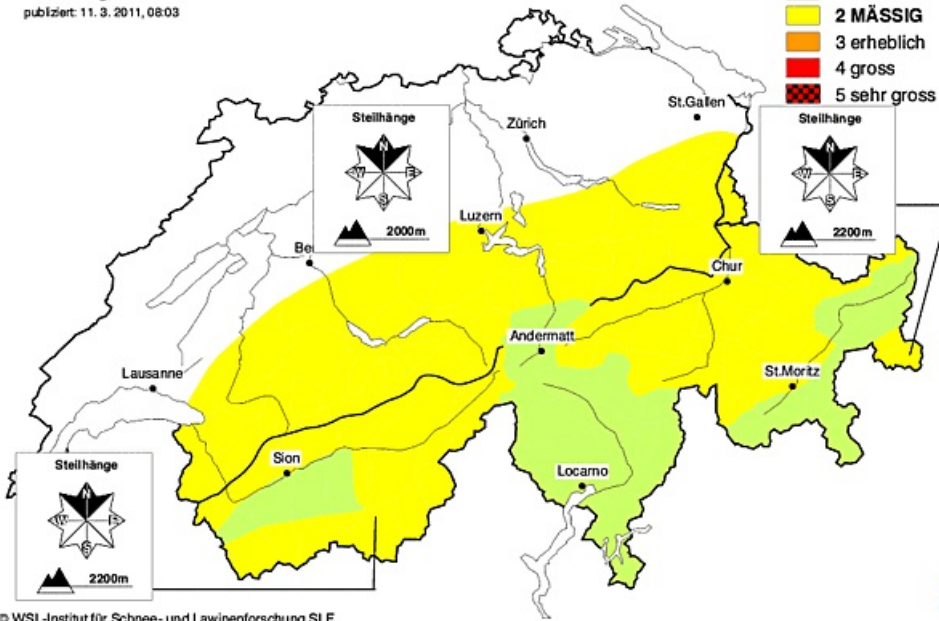 publiziert: 11. 3. 2011, 08:03
2 MÄSSIG
3 erheblich
4 gross
5 sehr gross
St.Gallen
Zürich
Steilhänge
N
W E
S
2000m
Steilhänge
N
W E
S
2200m
Luzern
Be
Chur
Andermatt
Lausanne
St.Moritz
Sion
Locarno
Steilhänge
N
W E
S
2200m
© WSL-Institut für Schnee- und Lawinenforschung SLF